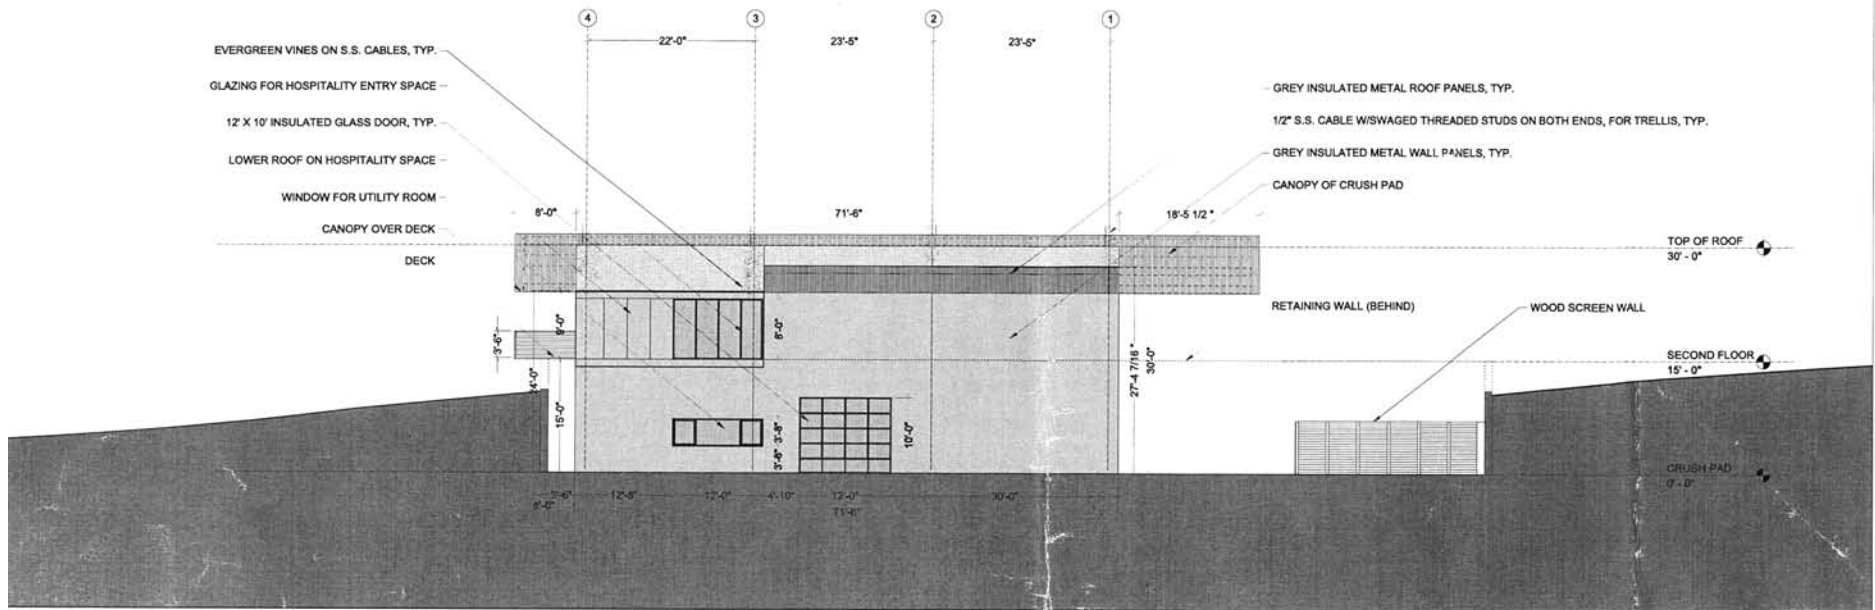 4 3 2 1
22'-0" 23'-5" 23'-5"
EVERGREEN VINES ON S.S. CABLES, TYP.
GLAZING FOR HOSPITALITY ENTRY SPACE
12' X 10' INSULATED GLASS DOOR, TYP.
LOWER ROOF ON HOSPITALITY SPACE
WINDOW FOR UTILITY ROOM
CANOPY OVER DECK
DECK
GREY INSULATED METAL ROOF PANELS, TYP.
1/2" S.S. CABLE W/SWAGED THREADED STUDS ON BOTH ENDS, FOR TRELLIS, TYP.
GREY INSULATED METAL WALL PANELS, TYP.
CANOPY OF CRUSH PAD
8'-0" 71'-6" 18'-5 1/2 "
TOP OF ROOF
30' - 0"
RETAINING WALL (BEHIND)
WOOD SCREEN WALL
3'-6"
9'-0"
8'-0"
SECOND FLOOR
15' - 0"
24'-0"
15'-0"
27'-4 7/16 "
30'-0"
3'-8"
3'-6"
10'-0"
CRUSH PAD
0' - 0"
3'-6" 12'-8" 12'-0" 4'-10" 12'-0" 30'-0"
8'-0" 71'-6"